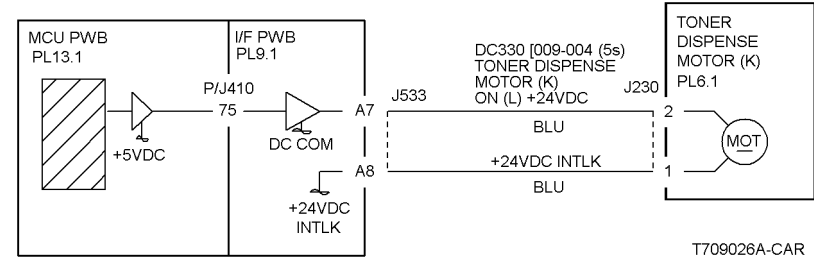 MCU PWB
PL13.1
I/F PWB
PL9.1
P/J410
75
+5VDC
DC COM
A7
A8
+24VDC
INTLK
J533
DC330 [009-004 (5s)
TONER DISPENSE
MOTOR (K)
ON (L) +24VDC
BLU
+24VDC INTLK
BLU
J230
2
1
TONER
DISPENSE
MOTOR (K)
PL6.1
MOT
T709026A-CAR